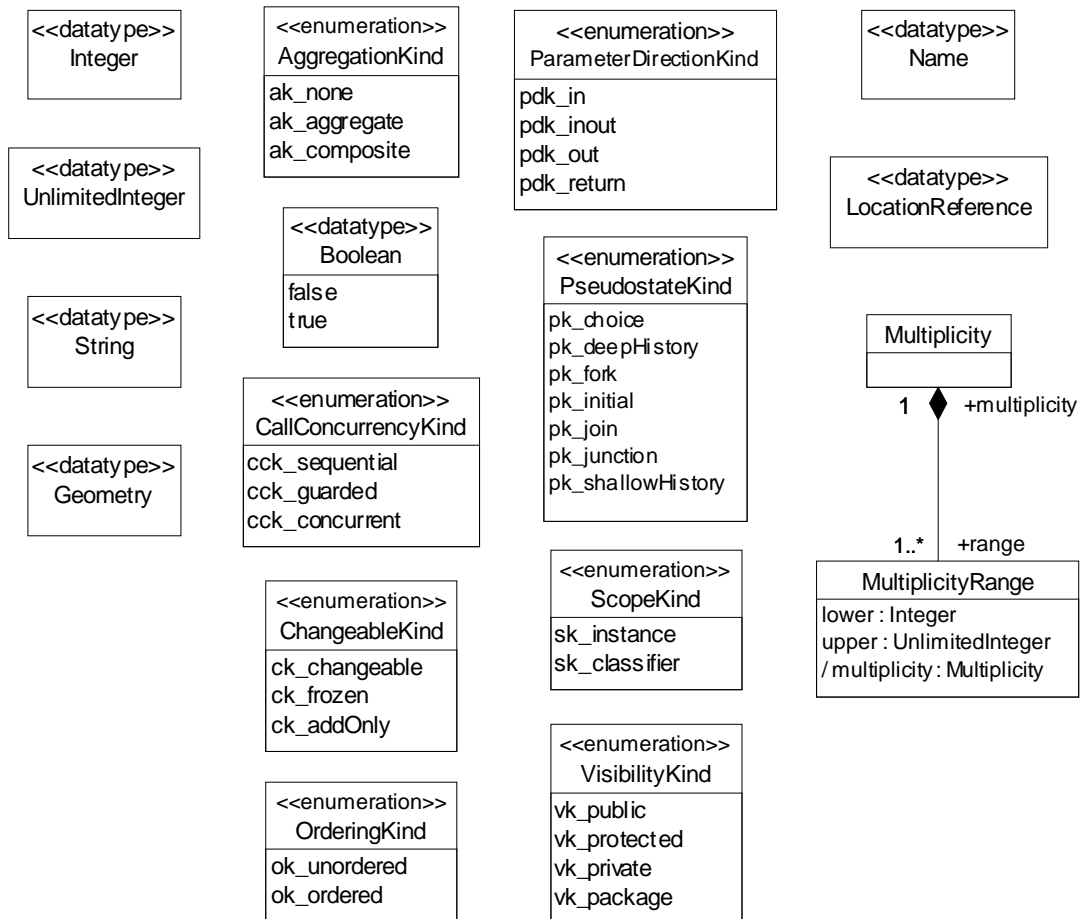 <<datatype>>
Integer
<<datatype>>
UnlimitedInteger
<<datatype>>
String
<<datatype>>
Geometry
<<enumeration>>
AggregationKind
ak_none
ak_aggregate
ak_composite
<<datatype>>
Boolean
false
true
<<enumeration>>
CallConcurrencyKind
cck_sequential
cck_guarded
cck_concurrent
<<enumeration>>
ChangeableKind
ck_changeable
ck_frozen
ck_addOnly
<<enumeration>>
OrderingKind
ok_unordered
ok_ordered
<<enumeration>>
ParameterDirectionKind
pdk_in
pdk_inout
pdk_out
pdk_return
<<enumeration>>
PseudostateKind
pk_choice
pk_deepHistory
pk_fork
pk_initial
pk_join
pk_junction
pk_shallowHistory
<<enumeration>>
ScopeKind
sk_instance
sk_classifier
<<enumeration>>
VisibilityKind
vk_public
vk_protected
vk_private
vk_package
<<datatype>>
Name
<<datatype>>
LocationReference
Multiplicity
1 +multiplicity
1..* +range
MultiplicityRange
lower : Integer
upper : UnlimitedInteger
/ multiplicity : Multiplicity